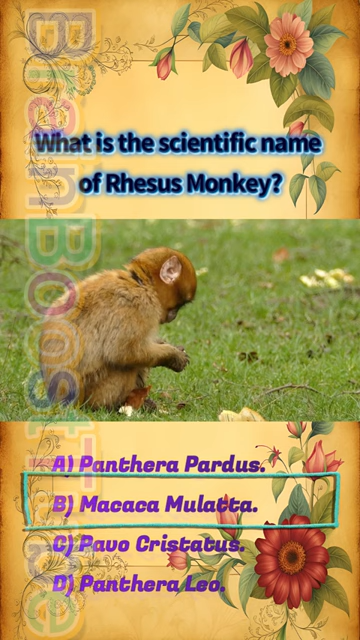 What is the scientific name
of Rhesus Monkey?
A) Panthera Pardus.
B) Macaca Mulatta.
C) Pavo Cristatus.
D) Panthera Leo.